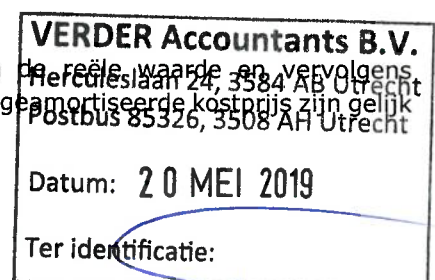 VERDER Accountants B.V.
de reële waarde en vervolgens
Herculeslaan 24, 3584 AB Utrecht
geamortiseerde kostprijs zijn gelijk
Postbus 85326, 3508 AH Utrecht
Datum: 20 MEI 2019
Ter identificatie: